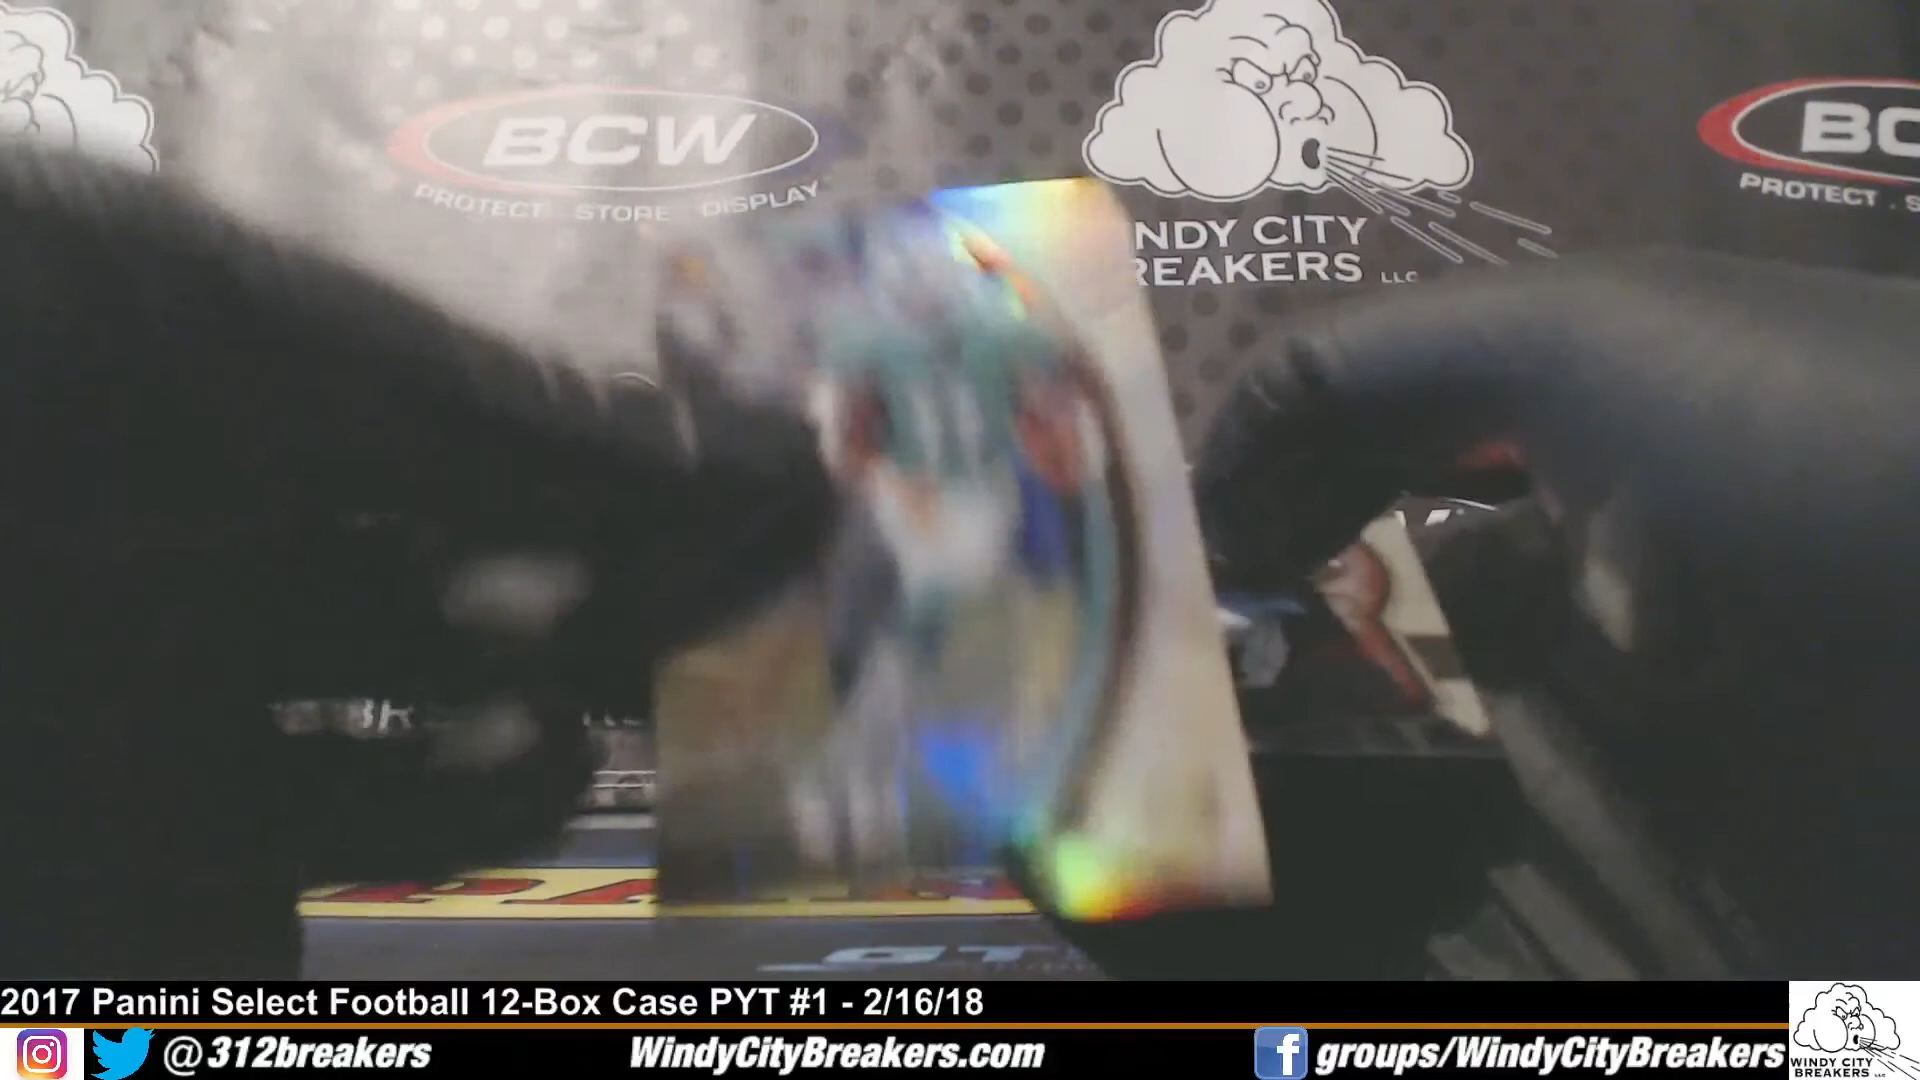 BCW
PROTECT STORE DISPLAY
NDY CITY
REAKERS LLC
BC
PROTECT . S
2017 Panini Select Football 12-Box Case PYT #1 - 2/16/18
@312breakers
WindyCityBreakers.com
groups/WindyCityBreakers
WINDY CITY
BREAKERS LLC